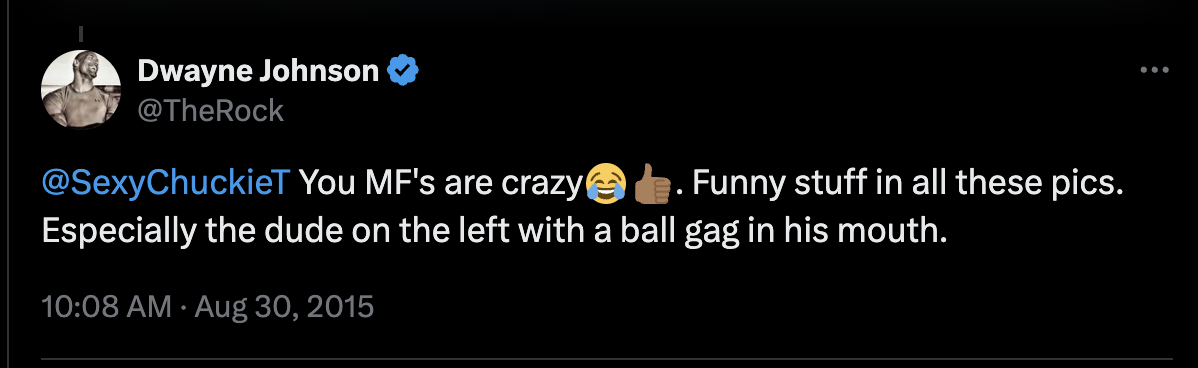 Dwayne Johnson
@TheRock
@SexyChuckieT You MF's are crazy😂👍🏽. Funny stuff in all these pics.
Especially the dude on the left with a ball gag in his mouth.
10:08 AM · Aug 30, 2015